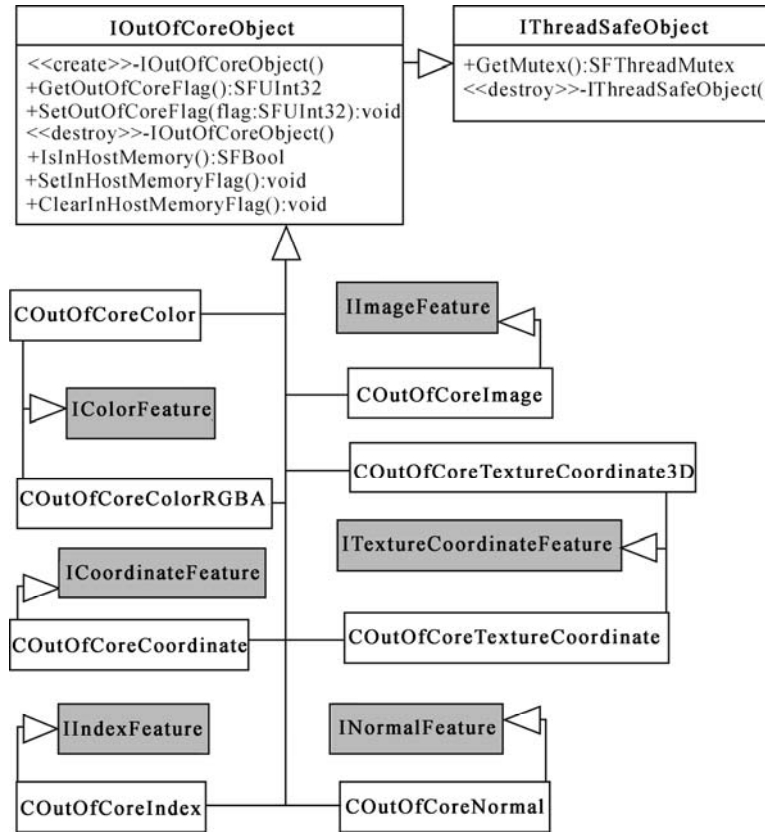 IOutOfCoreObject
<<create>>-IOutOfCoreObject()
+GetOutOfCoreFlag():SFUInt32
+SetOutOfCoreFlag(flag:SFUInt32):void
<<destroy>>-IOutOfCoreObject()
+IsInHostMemory():SFBool
+SetInHostMemoryFlag():void
+ClearInHostMemoryFlag():void
IThreadSafeObject
+GetMutex():SFThreadMutex
<<destroy>>-IThreadSafeObject(
COutOfCoreColor
IImageFeature
IColorFeature
COutOfCoreImage
COutOfCoreTextureCoordinate3D
COutOfCoreColorRGBA
ITextureCoordinateFeature
ICoordinateFeature
COutOfCoreCoordinate
COutOfCoreTextureCoordinate
IIndexFeature
INormalFeature
COutOfCoreIndex
COutOfCoreNormal